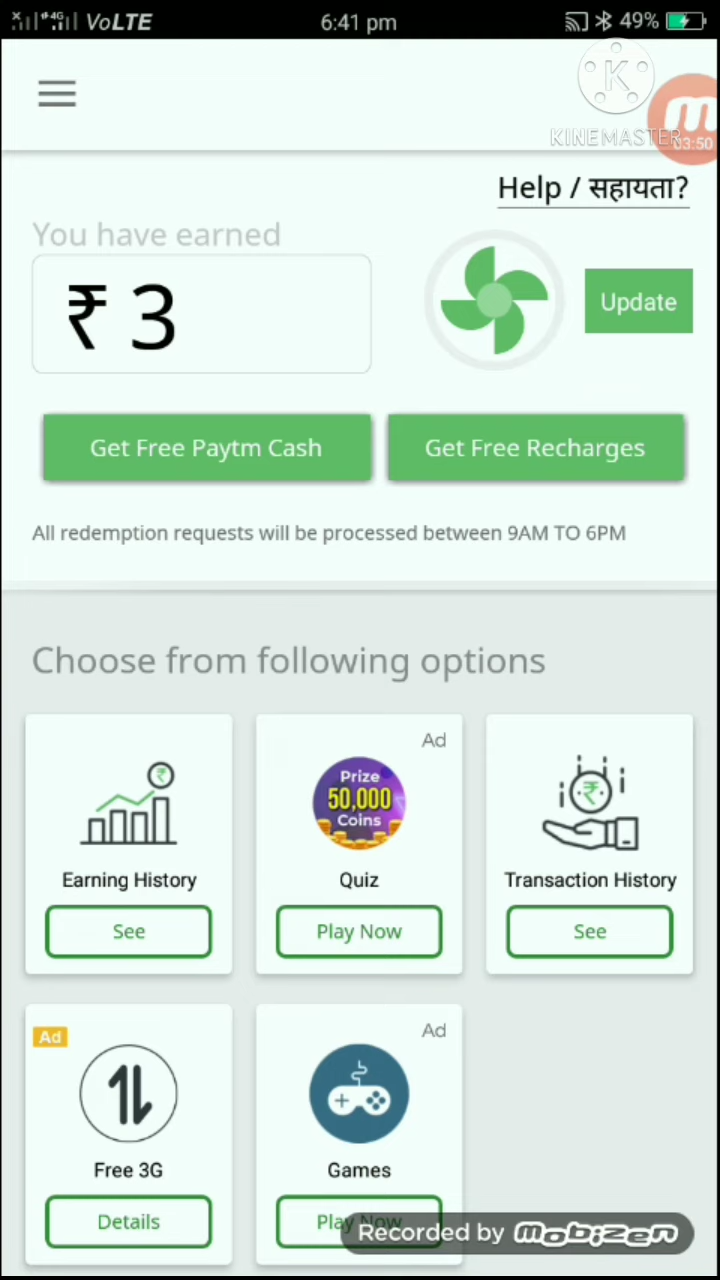 4G VoLTE 6:41 pm 49%
K
KINEMASTER
03:50
Help / सहायता?
You have earned
₹ 3
Update
Get Free Paytm Cash Get Free Recharges
All redemption requests will be processed between 9AM TO 6PM
Choose from following options
Ad
Prize
50,000
Coins
Earning History Quiz Transaction History
See Play Now See
Ad Ad
Free 3G Games
Details Play Now
Recorded by mobizen